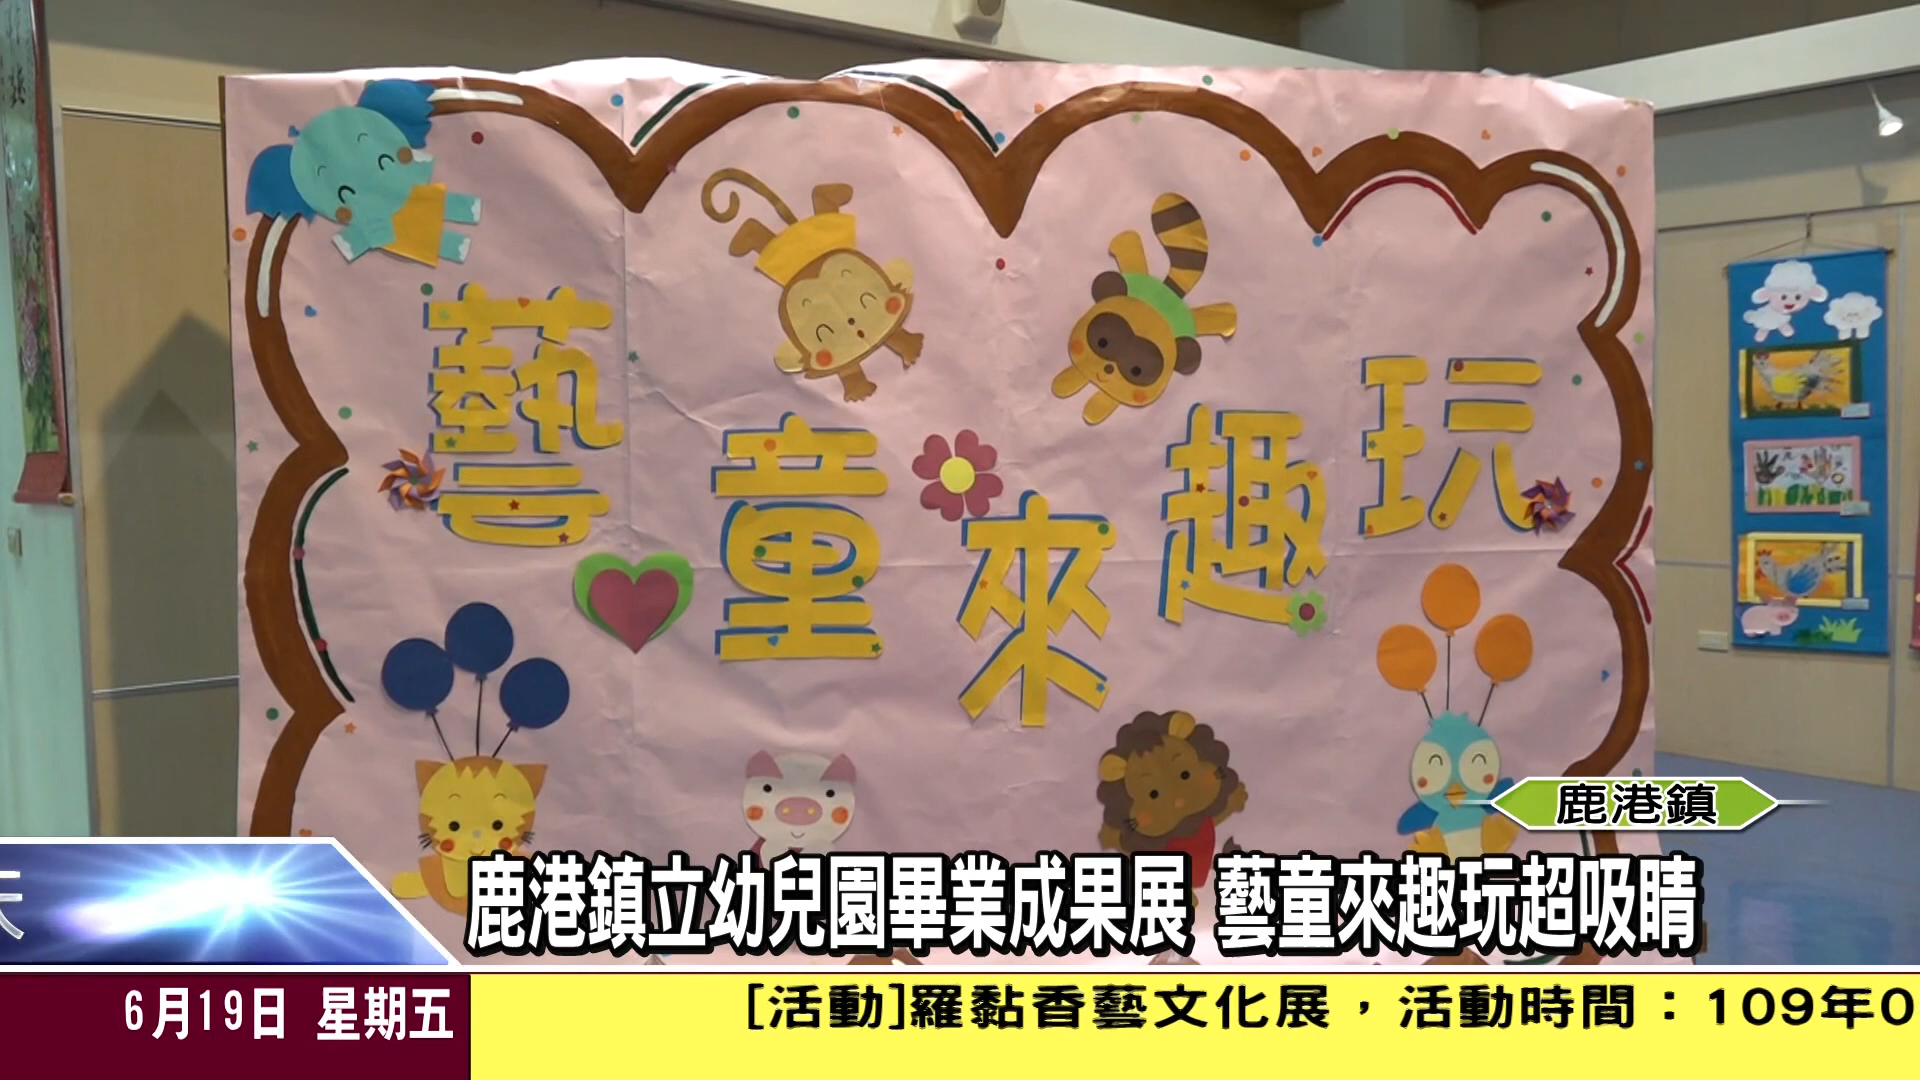 藝童來趣玩
鹿港鎮
天
鹿港鎮立幼兒園畢業成果展 藝童來趣玩超吸睛
6月19日 星期五
[活動]羅黏香藝文化展，活動時間：109年0